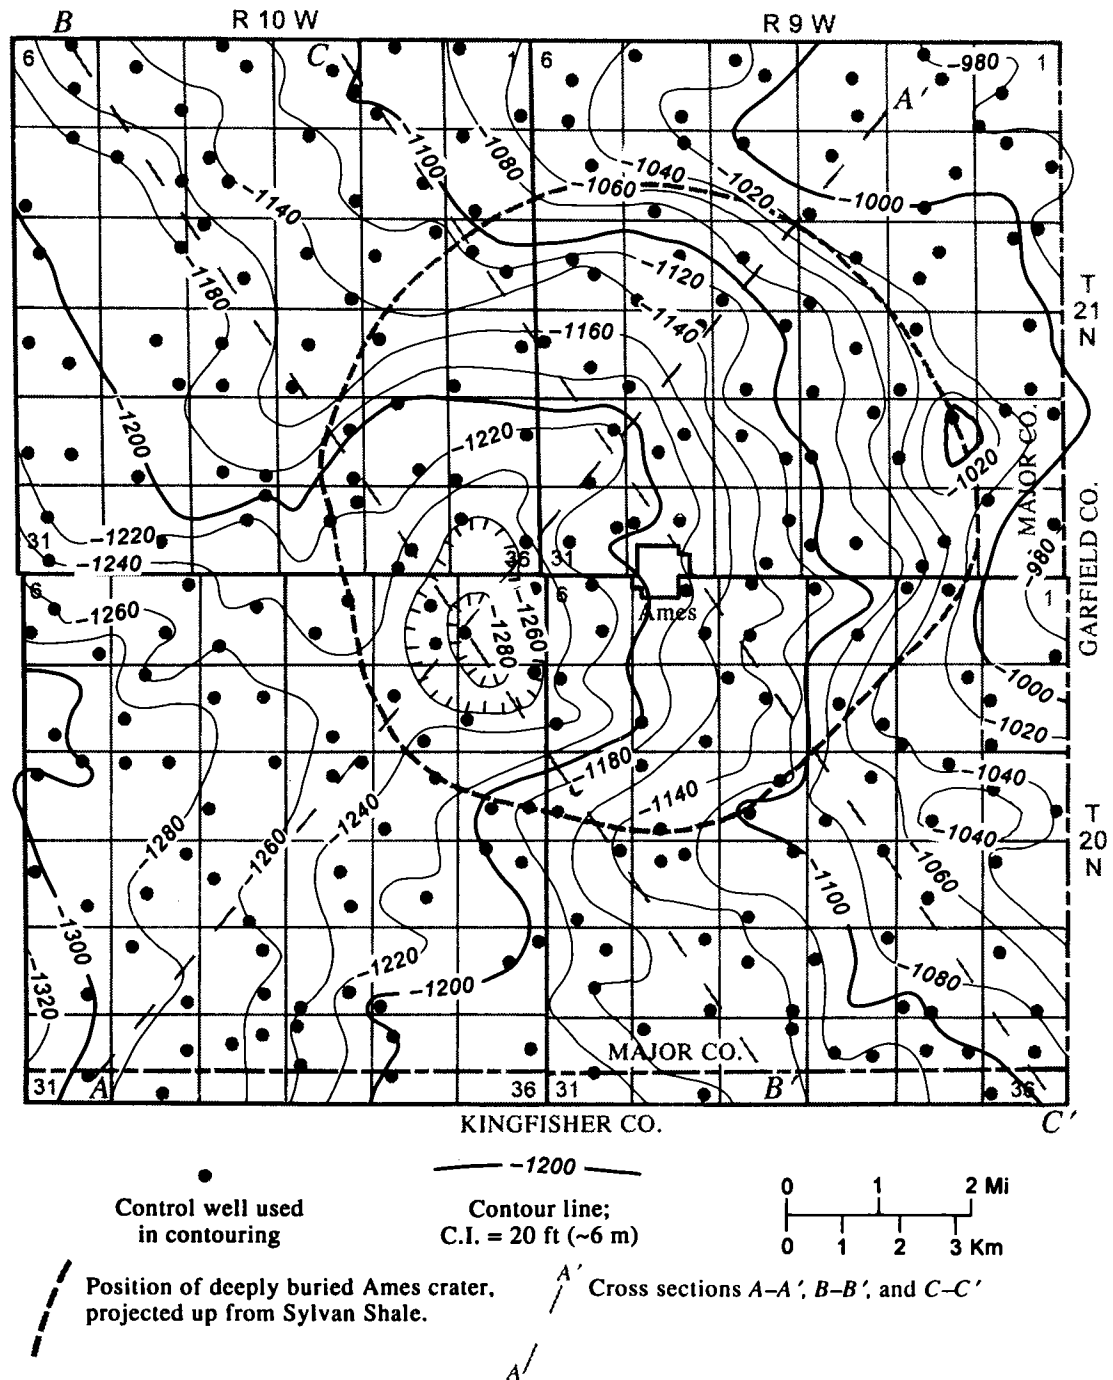 B
R 10 W
R 9 W
6
C
1
6
-980
1
A′
-1100
-1080
-1040
-1060
-1020
-1000
-1140
-1180
-1120
-1140
-1160
T
21
N
-1200
-1220
-1020
MAJOR CO.
GARFIELD CO.
31
-1220
-1240
36
31
-980
6
-1260
6
Ames
1
-1260
-1280
-1000
-1020
-1180
-1040
-1140
-1240
-1280
-1260
-1040
-1060
T
20
N
-1100
-1300
-1320
-1220
-1200
-1080
MAJOR CO.
31
A
36
31
B′
36
C′
KINGFISHER CO.
Control well used
in contouring
-1200
Contour line;
C.I. = 20 ft (~6 m)
0 1 2 Mi
0 1 2 3 Km
Position of deeply buried Ames crater,
projected up from Sylvan Shale.
A′
Cross sections A–A′, B–B′, and C–C′
A